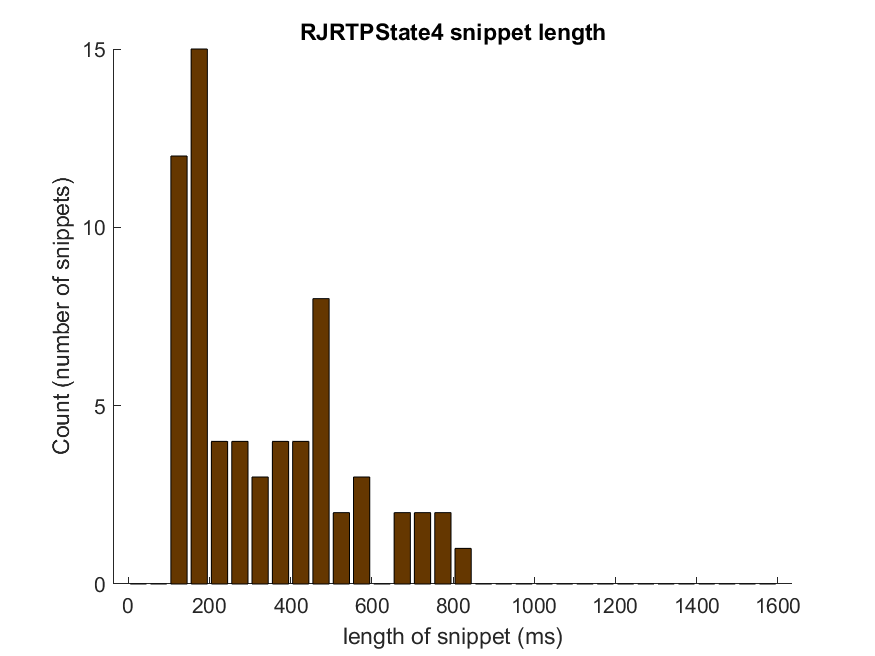 RJRTPState4 snippet length
15
10
5
0
Count (number of snippets)
0 200 400 600 800 1000 1200 1400 1600
length of snippet (ms)